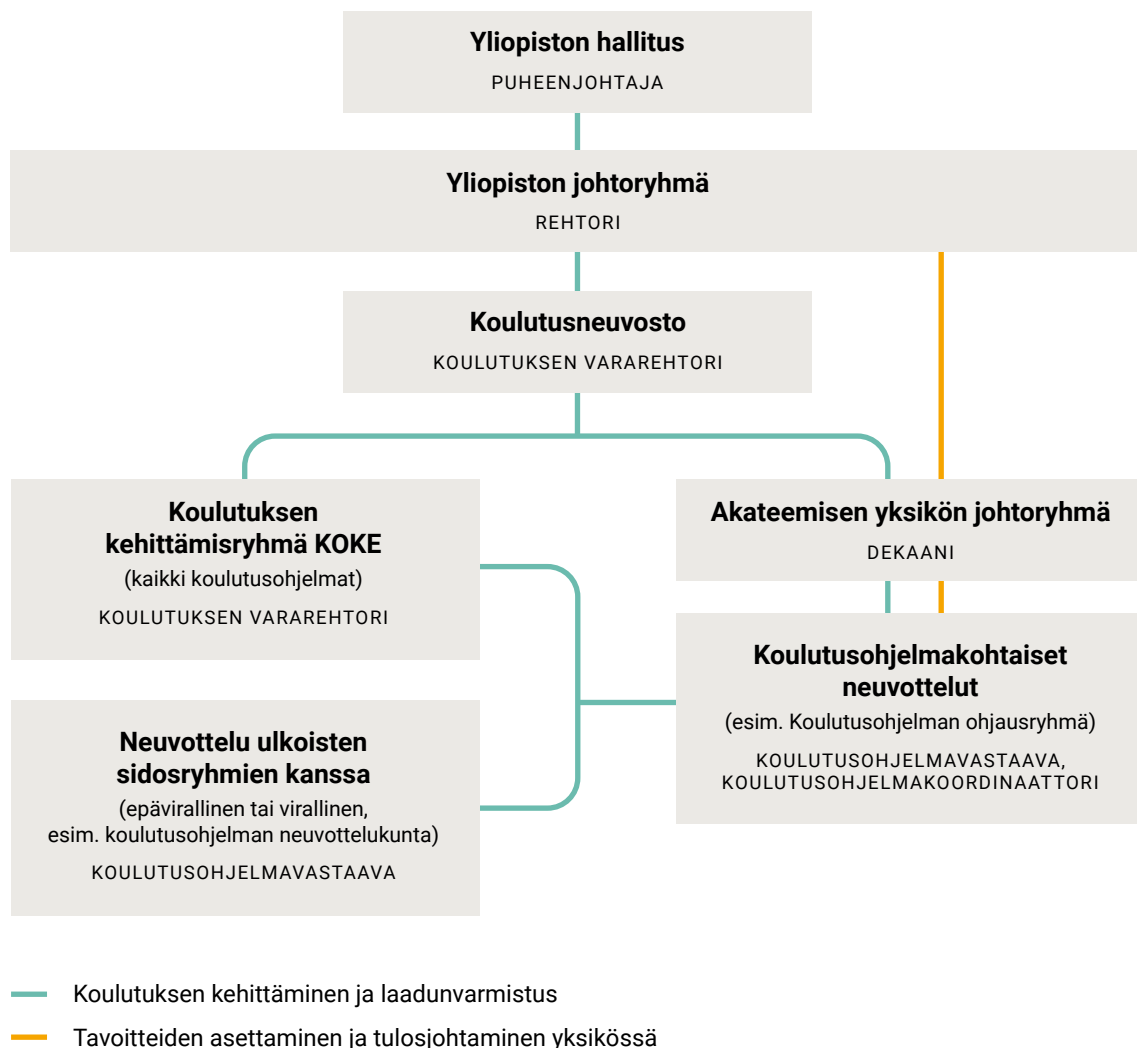 Yliopiston hallitus
PUHEENJOHTAJA
Yliopiston johtoryhmä
REHTORI
Koulutusneuvosto
KOULUTUKSEN VARAREHTORI
Koulutuksen
kehittämisryhmä KOKE
(kaikki koulutusohjelmat)
KOULUTUKSEN VARAREHTORI
Akateemisen yksikön johtoryhmä
DEKAANI
Koulutusohjelmakohtaiset
neuvottelut
(esim. Koulutusohjelman ohjausryhmä)
KOULUTUSOHJELMAVASTAAVA,
KOULUTUSOHJELMAKOORDINAATTORI
Neuvottelu ulkoisten
sidosryhmien kanssa
(epävirallinen tai virallinen,
esim. koulutusohjelman neuvottelukunta)
KOULUTUSOHJELMAVASTAAVA
Koulutuksen kehittäminen ja laadunvarmistus
Tavoitteiden asettaminen ja tulosjohtaminen yksikössä